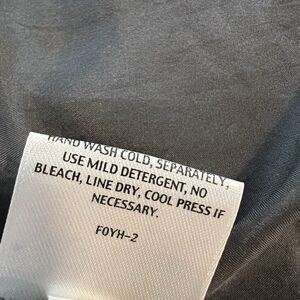 HAND WASH COLD, SEPARATELY,
USE MILD DETERGENT, NO
BLEACH, LINE DRY, COOL PRESS IF
NECESSARY.
F0YH-2